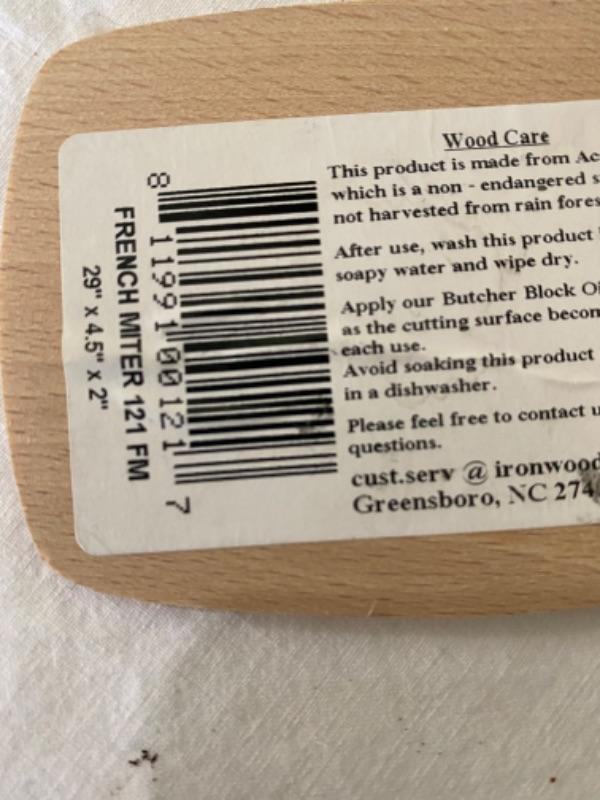 Wood Care
This product is made from
which is a non - endangered
not harvested from rain
After use, wash this product
soapy water and wipe dry.
Apply our Butcher Block
as the cutting surface
each use.
Avoid soaking this product
in a dishwasher.
Please feel free to contact
questions.
cust.serv @ ironwood
Greensboro, NC 274
8 11991 00121 7
FRENCH MITER 121 FM
29" x 4.5" x 2"